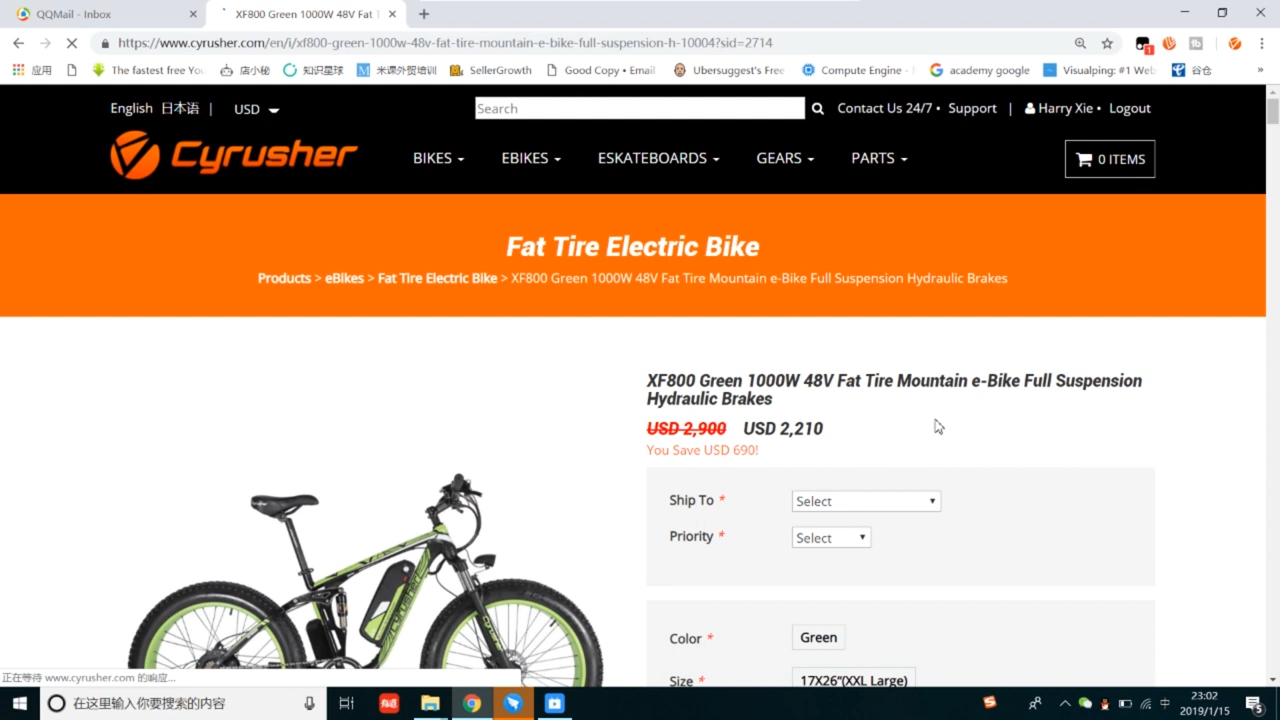 QQMail - Inbox
XF800 Green 1000W 48V Fat T
https://www.cyrusher.com/en/i/xf800-green-1000w-48v-fat-tire-mountain-e-bike-full-suspension-h-10004?sid=2714
应用
The fastest free Yo
店小秘
知识星球
米课外贸培训
SellerGrowth
Good Copy • Email
Ubersuggest's Free
Compute Engine -
academy google
Visualping: #1 Web
谷仓
»
English 日本语 | USD
Search
Contact Us 24/7 • Support | Harry Xie • Logout
Cyrusher
BIKES EBIKES ESKATEBOARDS GEARS PARTS
0 ITEMS
Fat Tire Electric Bike
Products > eBikes > Fat Tire Electric Bike > XF800 Green 1000W 48V Fat Tire Mountain e-Bike Full Suspension Hydraulic Brakes
XF800 Green 1000W 48V Fat Tire Mountain e-Bike Full Suspension
Hydraulic Brakes
USD 2,900 USD 2,210
You Save USD 690!
Ship To * Select
Priority * Select
Color * Green
Size * 17X26"(XXL Large)
正在等待 www.cyrusher.com 的响应...
在这里输入你要搜索的内容
中
23:02
2019/1/15
5